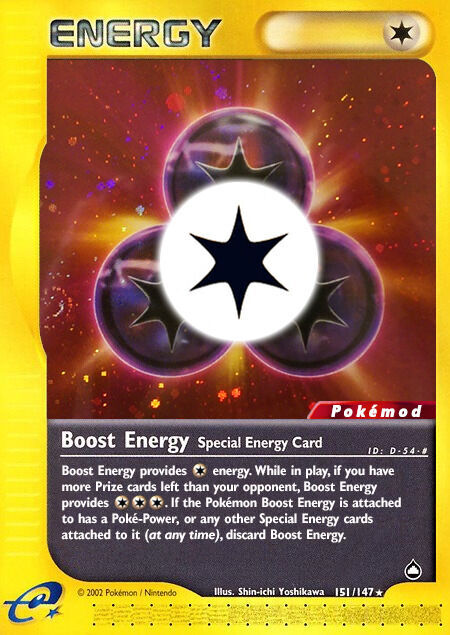 ENERGY
Pokémod
Boost Energy Special Energy Card
ID: D-54-#
Boost Energy provides energy. While in play, if you have
more Prize cards left than your opponent, Boost Energy
provides . If the Pokémon Boost Energy is attached
to has a Poké-Power, or any other Special Energy cards
attached to it (at any time), discard Boost Energy.
e
© 2002 Pokémon / Nintendo Illus. Shin-ichi Yoshikawa 151/147 ★